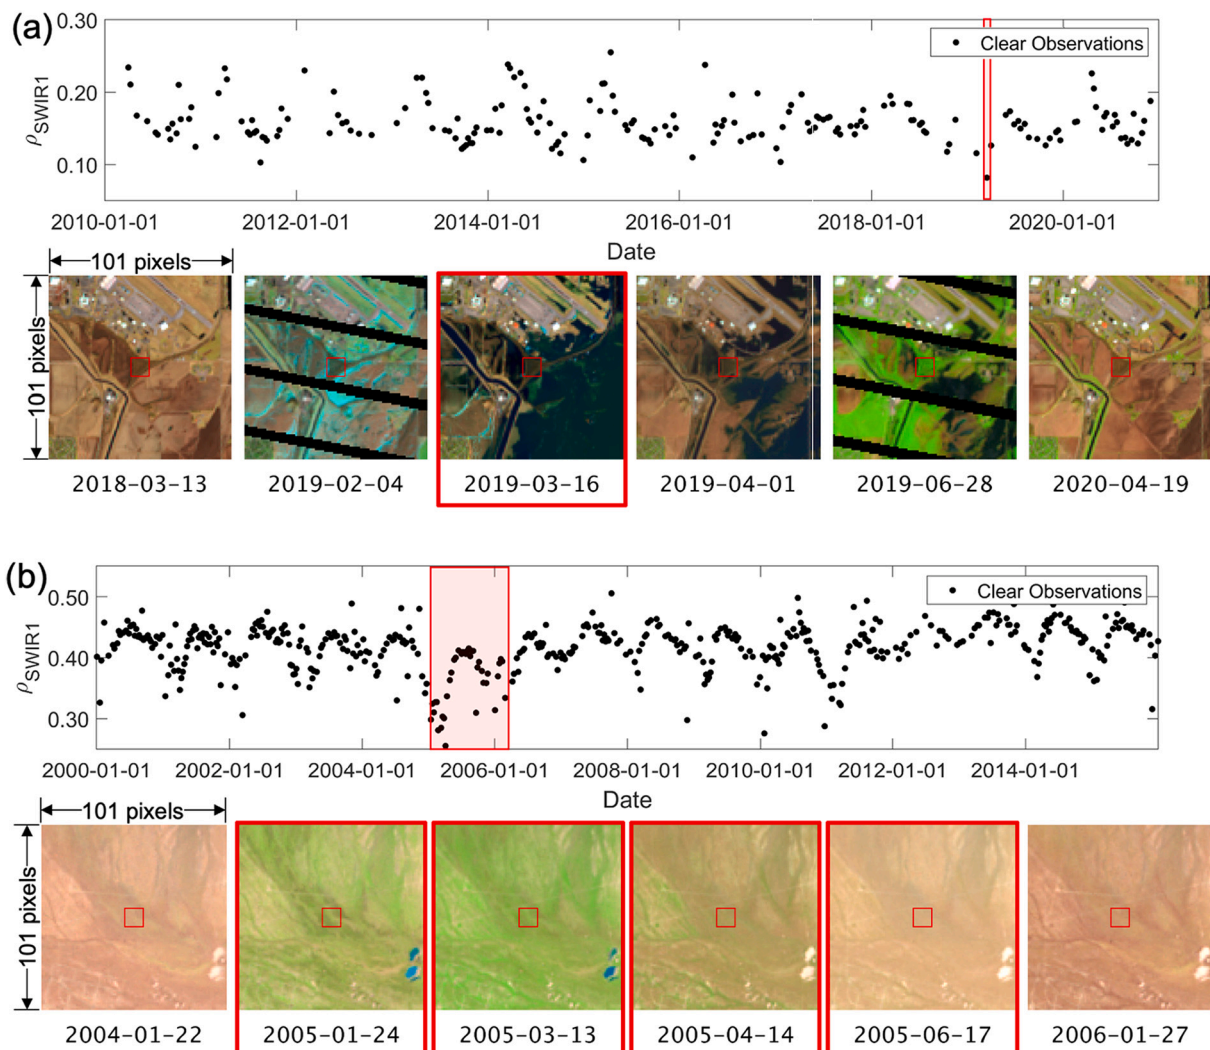 (a)
0.30
0.20
0.10
ρSWIR1
Clear Observations
2010-01-01 2012-01-01 2014-01-01 2016-01-01 2018-01-01 2020-01-01
Date
101 pixels
101 pixels
2018-03-13 2019-02-04 2019-03-16 2019-04-01 2019-06-28 2020-04-19
(b)
0.50
0.40
0.30
ρSWIR1
Clear Observations
2000-01-01 2002-01-01 2004-01-01 2006-01-01 2008-01-01 2010-01-01 2012-01-01 2014-01-01
Date
101 pixels
101 pixels
2004-01-22 2005-01-24 2005-03-13 2005-04-14 2005-06-17 2006-01-27